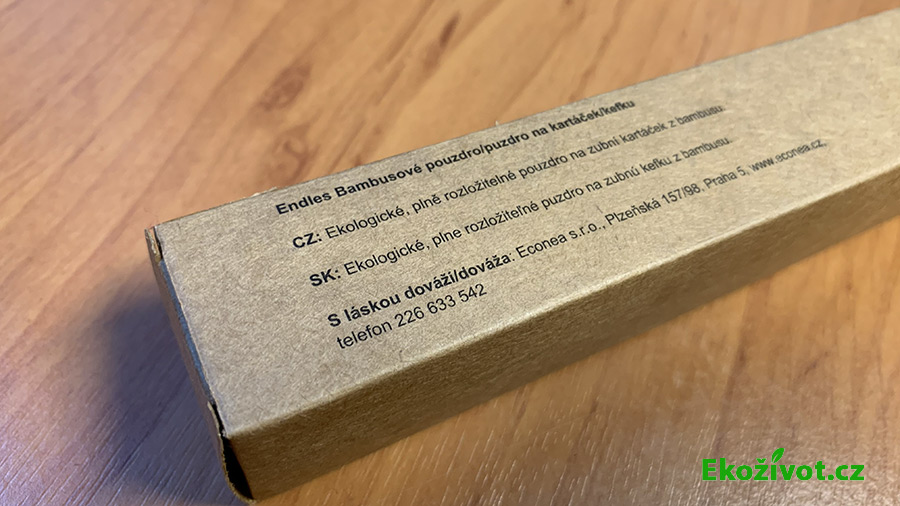 Endles Bambusové pouzdro/puzdro na kartáček/kefku
CZ: Ekologické, plně rozložitelné pouzdro na zubní kartáček z bambusu.
SK: Ekologické, plne rozložiteľné puzdro na zubnú kefku z bambusu.
S láskou dováží/dováža: Econea s.r.o., Plzeňská 157/98, Praha 5, www.econea.cz,
telefon 226 633 542
Ekoživot.cz